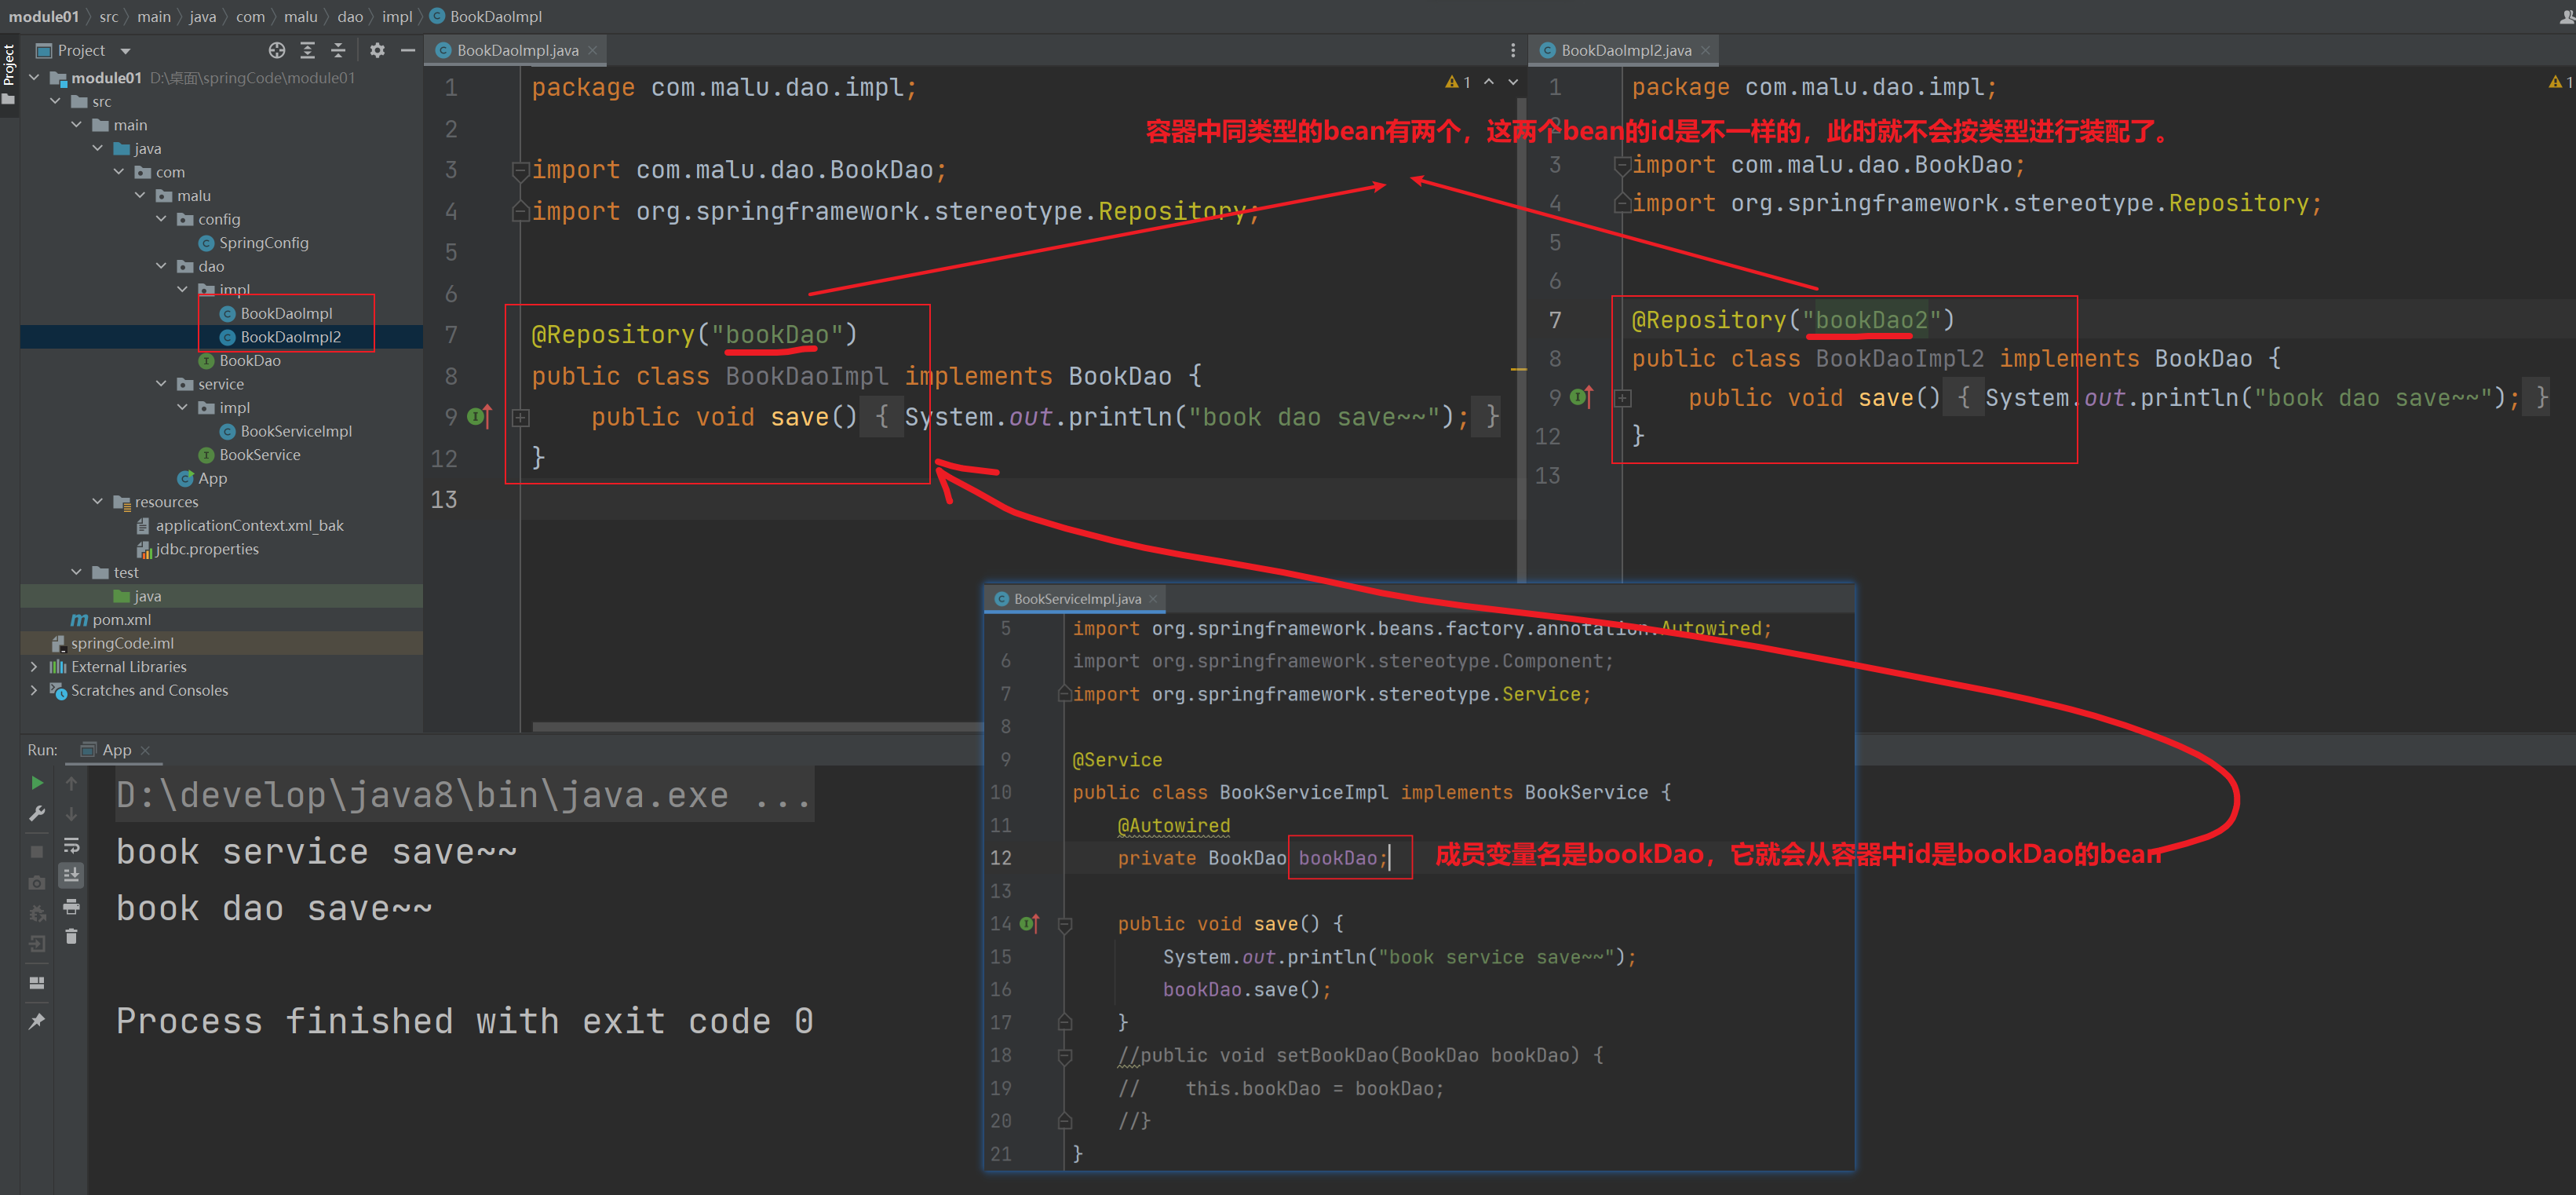 module01 〉 src 〉 main 〉 java 〉 com 〉 malu 〉 dao 〉 impl 〉 BookDaoImpl
Project
Project
module01 D:\桌面\springCode\module01
src
main
java
com
malu
config
SpringConfig
dao
impl
BookDaoImpl
BookDaoImpl2
BookDao
service
impl
BookServiceImpl
BookService
App
resources
applicationContext.xml_bak
jdbc.properties
test
java
pom.xml
springCode.iml
External Libraries
Scratches and Consoles
BookDaoImpl.java
1
1 package com.malu.dao.impl;
2
3 import com.malu.dao.BookDao;
4 import org.springframework.stereotype.Repository;
5
6
7 @Repository("bookDao")
8 public class BookDaoImpl implements BookDao {
9 public void save() { System.out.println("book dao save~~"); }
12 }
13
容器中同类型的bean有两个，这两个bean的id是不一样的，此时就不会按类型进行装配了。
BookDaoImpl2.java
1
1 package com.malu.dao.impl;
2
3 import com.malu.dao.BookDao;
4 import org.springframework.stereotype.Repository;
5
6
7 @Repository("bookDao2")
8 public class BookDaoImpl2 implements BookDao {
9 public void save() { System.out.println("book dao save~~"); }
12 }
13
BookServiceImpl.java
5 import org.springframework.beans.factory.annotation.Autowired;
6 import org.springframework.stereotype.Component;
7 import org.springframework.stereotype.Service;
8
9 @Service
10 public class BookServiceImpl implements BookService {
11 @Autowired
12 private BookDao bookDao; 成员变量名是bookDao，它就会从容器中id是bookDao的bean
13
14 public void save() {
15 System.out.println("book service save~~");
16 bookDao.save();
17 }
18 //public void setBookDao(BookDao bookDao) {
19 // this.bookDao = bookDao;
20 //}
21 }
Run: App
D:\develop\java8\bin\java.exe ...
book service save~~
book dao save~~
Process finished with exit code 0